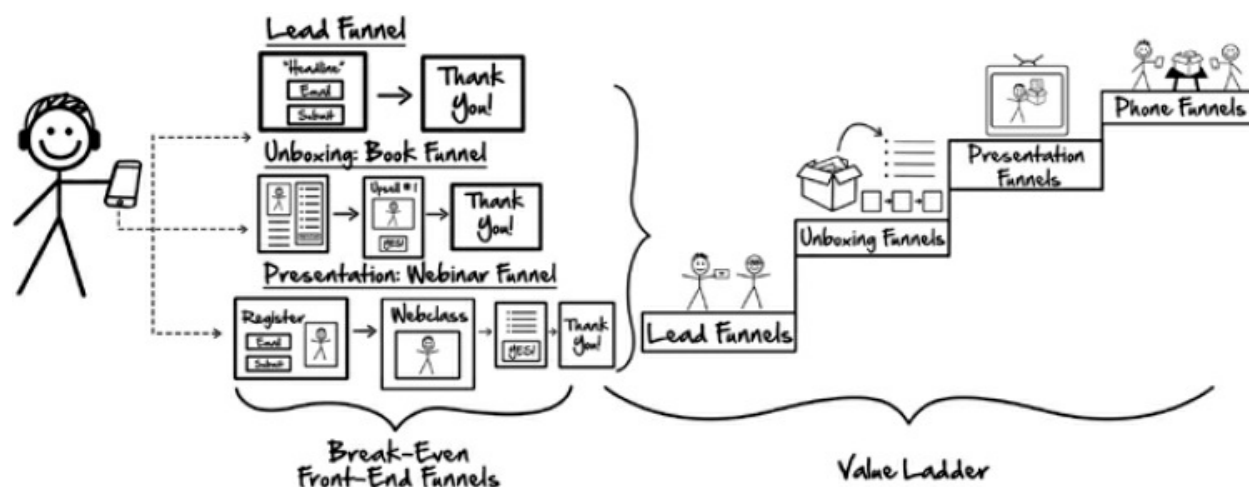 Lead Funnel
"Headline"
Email
Submit
Thank
You!
Unboxing: Book Funnel
Upsell #1
YES!
Thank
You!
Presentation: Webinar Funnel
Register
Email
Submit
Webclass
YES!
Thank
You!
Break-Even
Front-End Funnels
Lead Funnels
Unboxing Funnels
Presentation
Funnels
Phone Funnels
Value Ladder